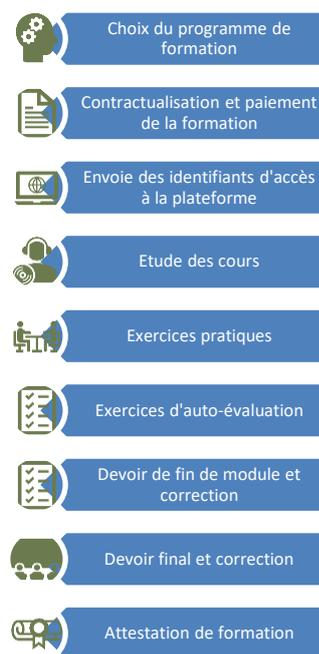 Choix du programme de
formation
Contractualisation et paiement
de la formation
Envoie des identifiants d'accès
à la plateforme
Etude des cours
Exercices pratiques
Exercices d'auto-évaluation
Devoir de fin de module et
correction
Devoir final et correction
Attestation de formation